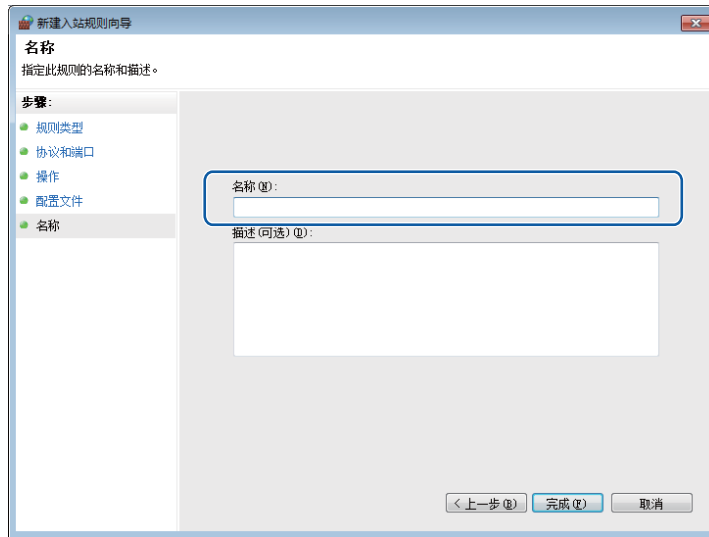 新建入站规则向导
名称
指定此规则的名称和描述。
步骤:
规则类型
协议和端口
操作
配置文件
名称
名称(N):
描述(可选)(D):
<上一步(B)
完成(F)
取消